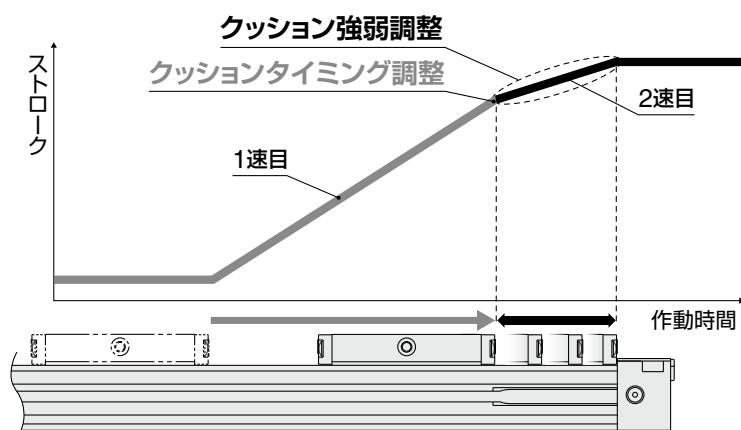 クッション強弱調整
クッションタイミング調整
ストローク
2速目
1速目
作動時間